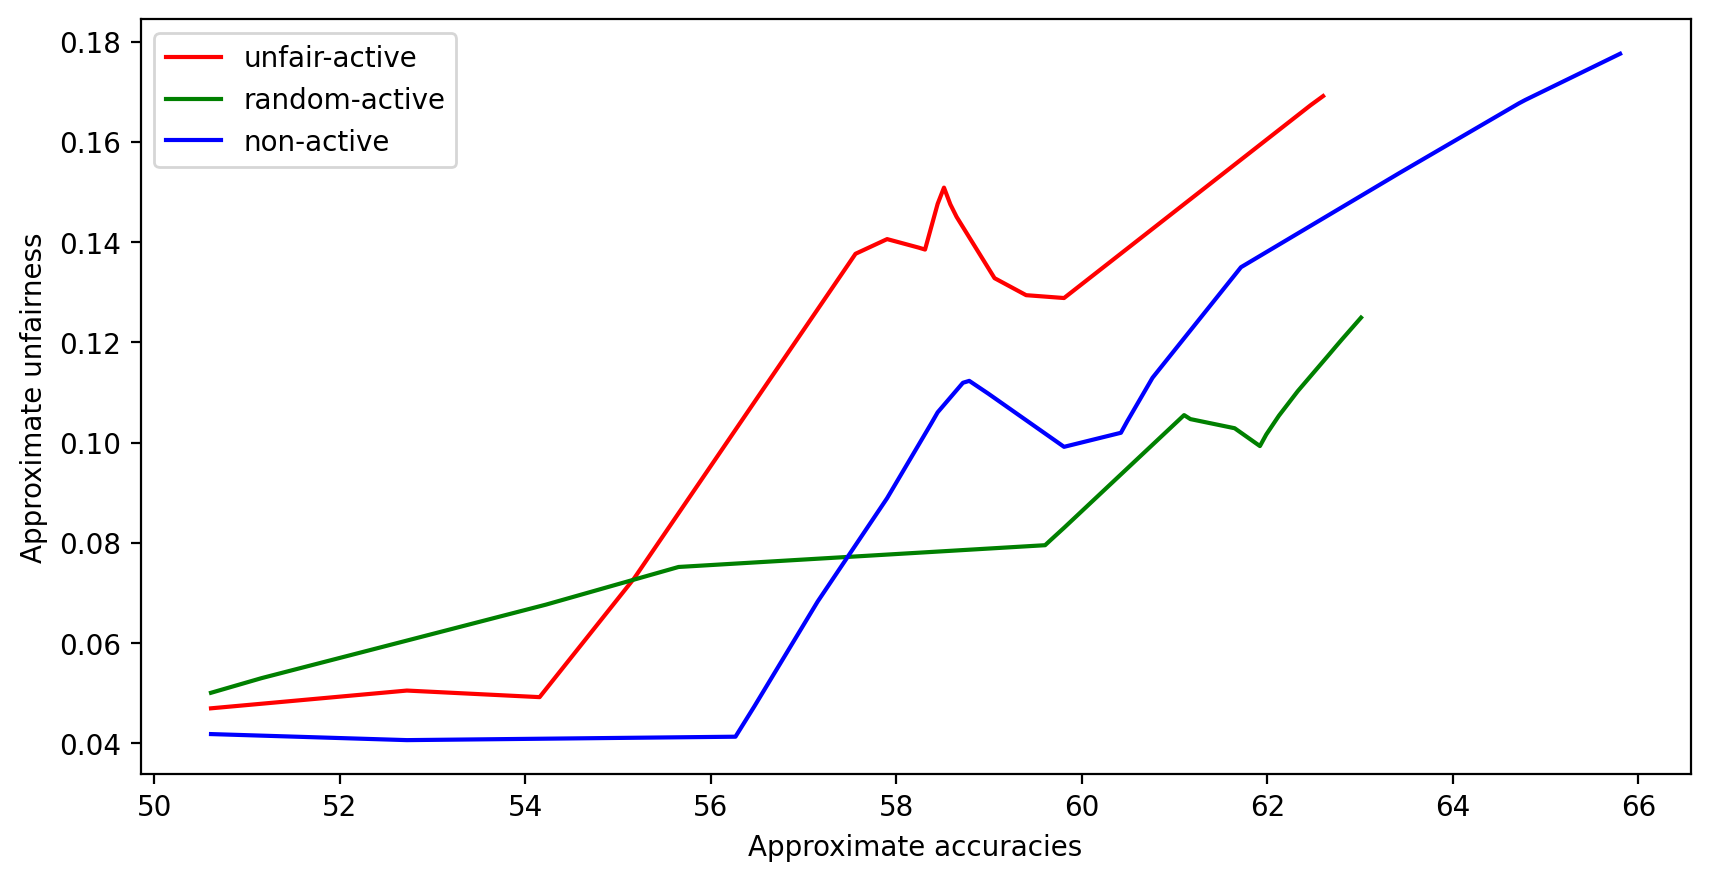 unfair-active
random-active
non-active
Approximate unfairness
0.18
0.16
0.14
0.12
0.10
0.08
0.06
0.04
50 52 54 56 58 60 62 64 66
Approximate accuracies